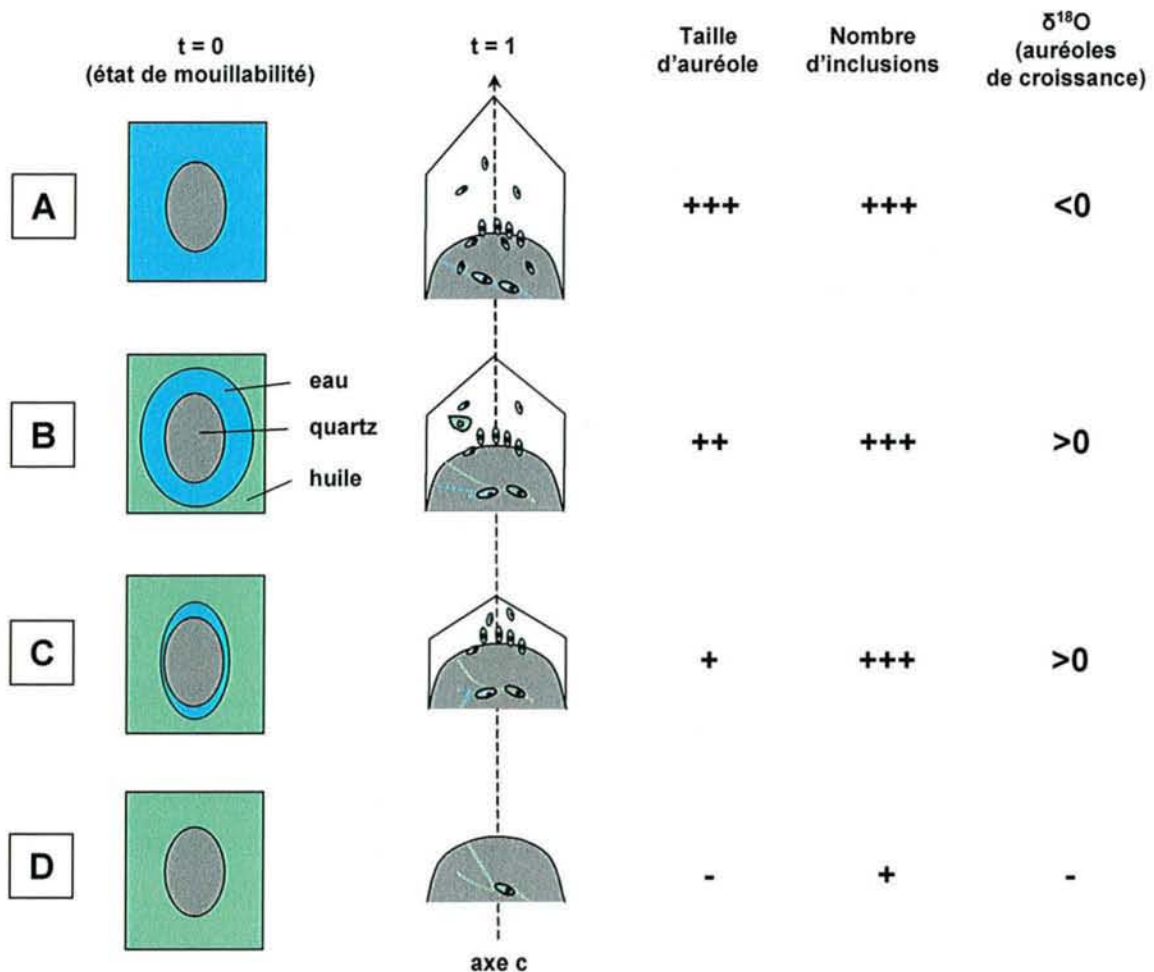 t = 0
(état de mouillabilité)
t = 1
Taille
d'auréole
Nombre
d'inclusions
δ¹⁸O
(auréoles
de croissance)
A
+++
+++
<0
B
eau
quartz
huile
++
+++
>0
C
+
+++
>0
D
-
+
-
axe c